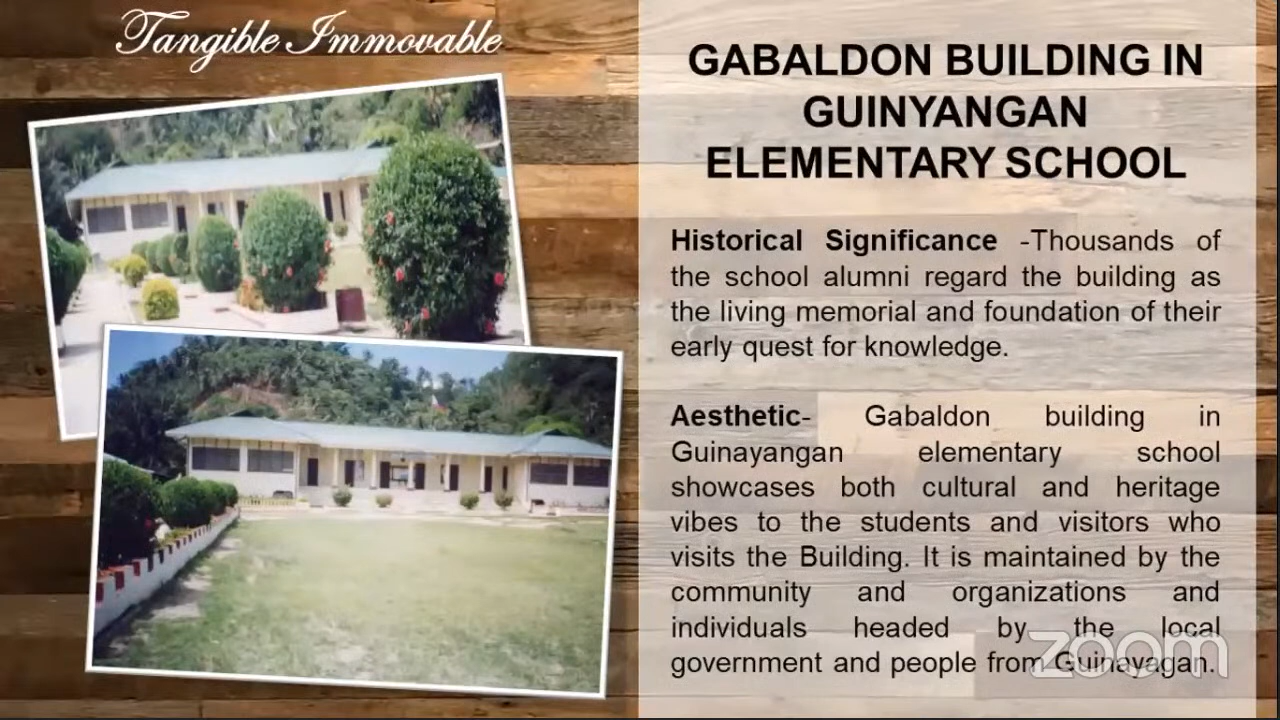 Tangible Immovable
GABALDON BUILDING IN
GUINYANGAN
ELEMENTARY SCHOOL
Historical Significance -Thousands of
the school alumni regard the building as
the living memorial and foundation of their
early quest for knowledge.
Aesthetic- Gabaldon building in
Guinayangan elementary school
showcases both cultural and heritage
vibes to the students and visitors who
visits the Building. It is maintained by the
community and organizations and
individuals headed by the local
government and people from Guinayagan.
zoom